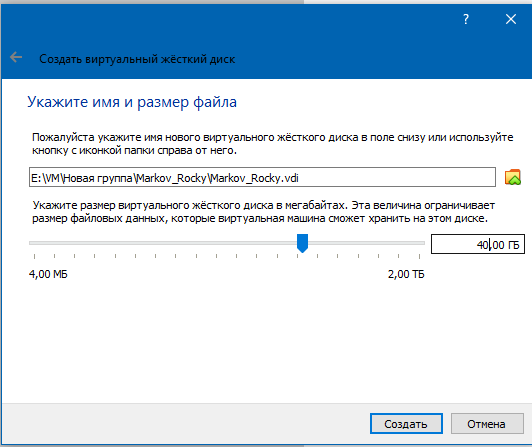 ?
Создать виртуальный жёсткий диск
Укажите имя и размер файла
Пожалуйста укажите имя нового виртуального жёсткого диска в поле снизу или используйте
кнопку с иконкой папки справа от него.
E:\VM\Новая группа\Markov_Rocky\Markov_Rocky.vdi
Укажите размер виртуального жёсткого диска в мегабайтах. Эта величина ограничивает
размер файловых данных, которые виртуальная машина сможет хранить на этом диске.
40,00 ГБ
4,00 МБ 2,00 ТБ
Создать Отмена